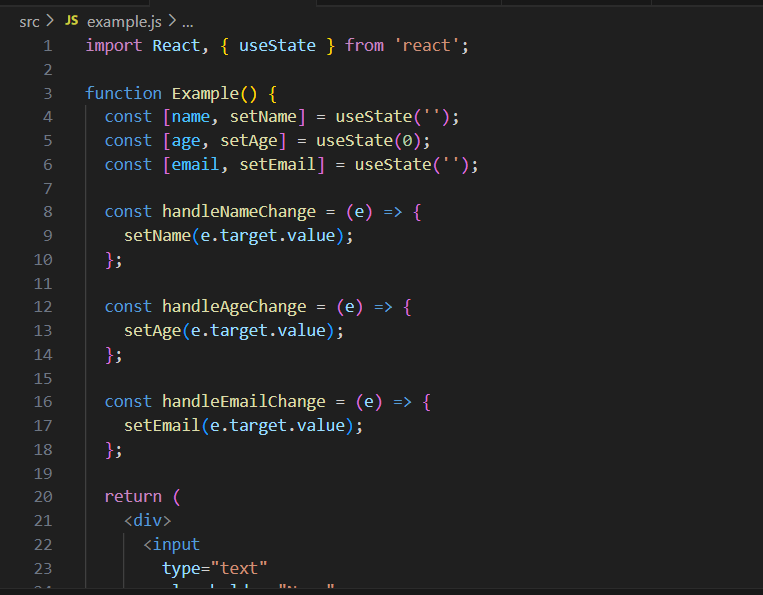 src > JS example.js > ...
1 import React, { useState } from 'react';
2
3 function Example() {
4 const [name, setName] = useState('');
5 const [age, setAge] = useState(0);
6 const [email, setEmail] = useState('');
7
8 const handleNameChange = (e) => {
9 setName(e.target.value);
10 };
11
12 const handleAgeChange = (e) => {
13 setAge(e.target.value);
14 };
15
16 const handleEmailChange = (e) => {
17 setEmail(e.target.value);
18 };
19
20 return (
21 <div>
22 <input
23 type="text"